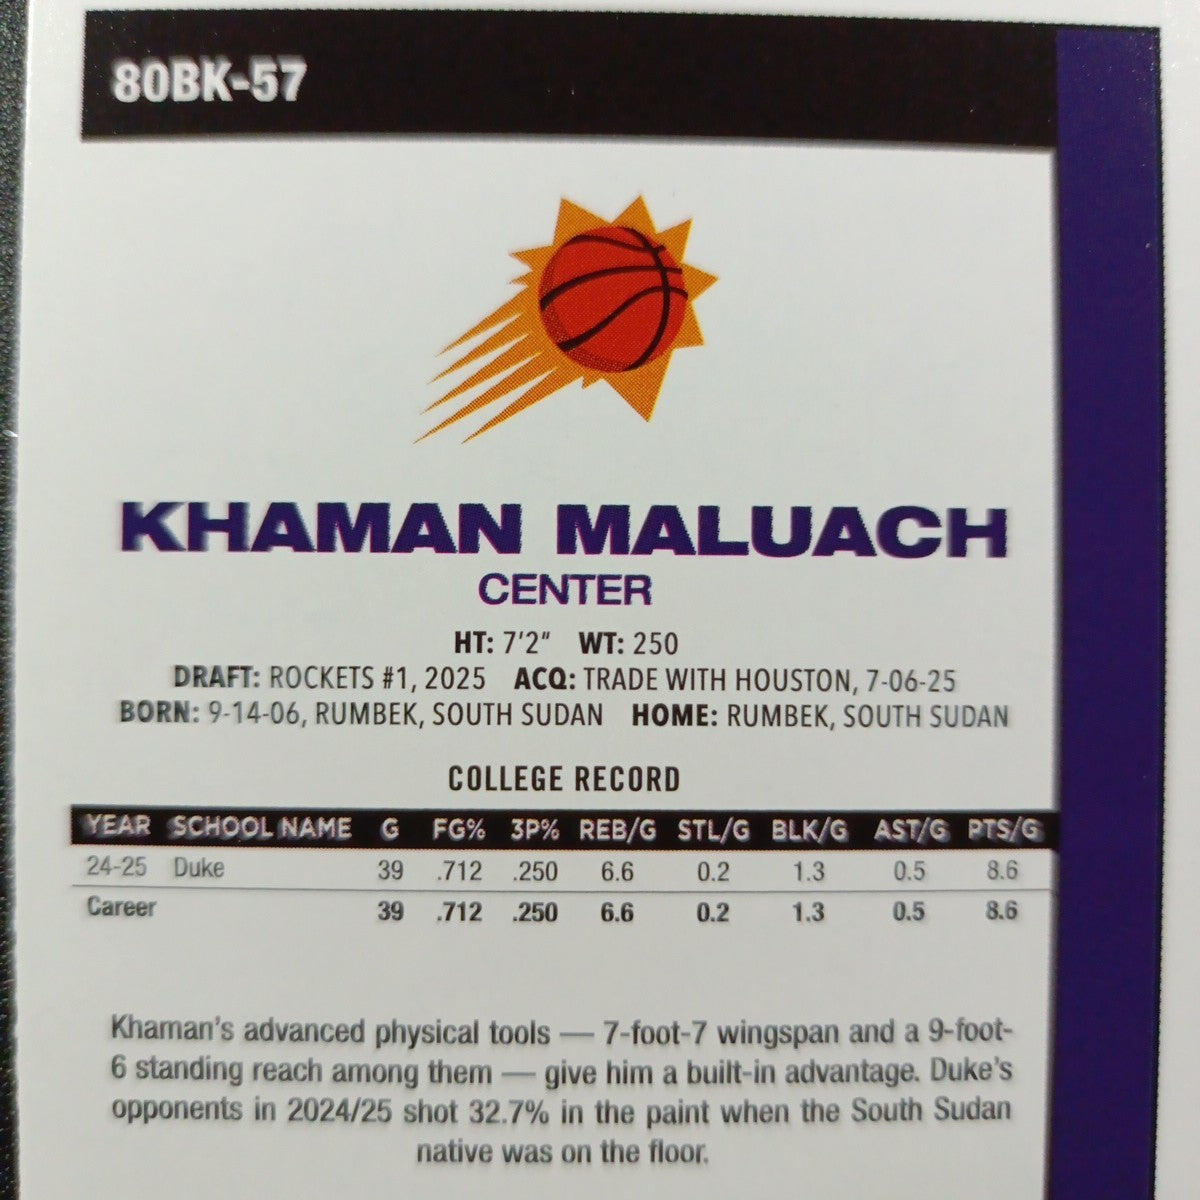 80BK-57
KHAMAN MALUACH
CENTER
HT: 7'2" WT: 250
DRAFT: ROCKETS #1, 2025 ACQ: TRADE WITH HOUSTON, 7-06-25
BORN: 9-14-06, RUMBEK, SOUTH SUDAN HOME: RUMBEK, SOUTH SUDAN
COLLEGE RECORD
YEAR SCHOOL NAME G FG% 3P% REB/G STL/G BLK/G AST/G PTS/G
24-25 Duke 39 .712 .250 6.6 0.2 1.3 0.5 8.6
Career 39 .712 .250 6.6 0.2 1.3 0.5 8.6
Khaman's advanced physical tools — 7-foot-7 wingspan and a 9-foot-
6 standing reach among them — give him a built-in advantage. Duke's
opponents in 2024/25 shot 32.7% in the paint when the South Sudan
native was on the floor.